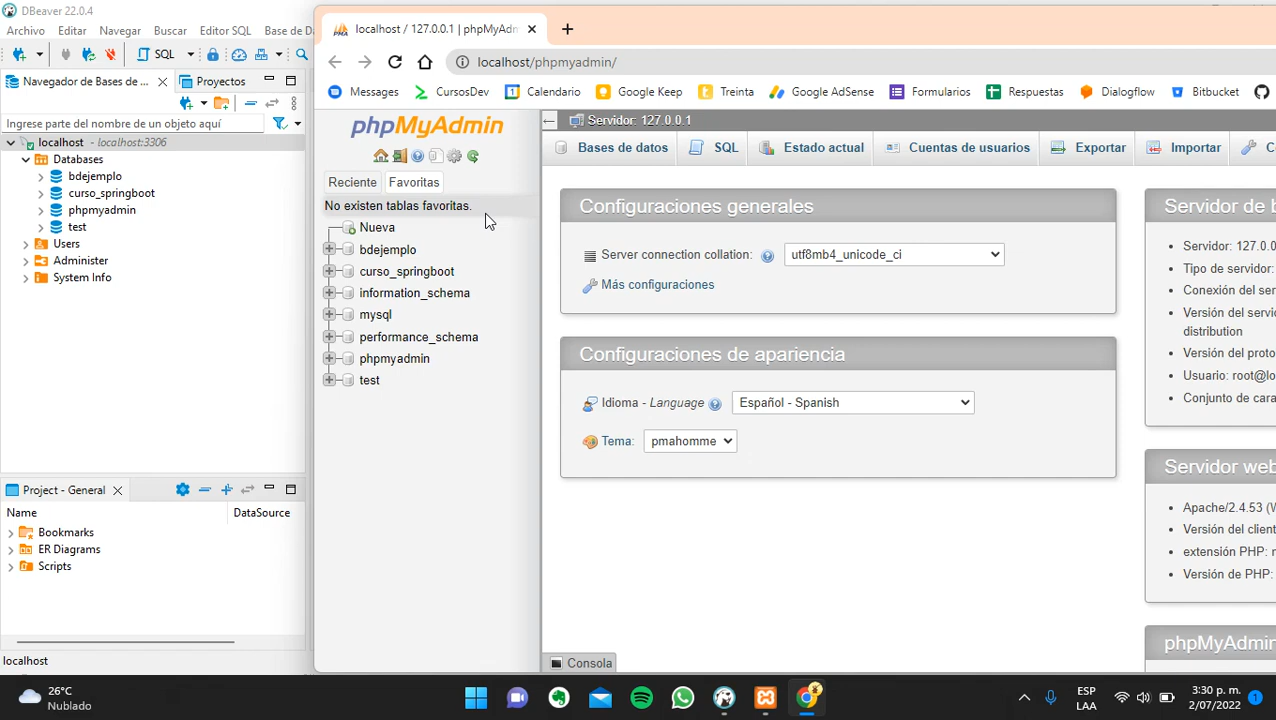 DBeaver 22.0.4
Archivo Editar Navegar Buscar Editor SQL Base de Da
SQL
Navegador de Bases de ... Proyectos
Ingrese parte del nombre de un objeto aquí
localhost - localhost:3306
Databases
bdejemplo
curso_springboot
phpmyadmin
test
Users
Administer
System Info
Project - General
Name DataSource
Bookmarks
ER Diagrams
Scripts
localhost
localhost / 127.0.0.1 | phpMyAdm
localhost/phpmyadmin/
Messages CursosDev Calendario Google Keep Treinta Google AdSense Formularios Respuestas Dialogflow Bitbucket
phpMyAdmin
Reciente Favoritas
No existen tablas favoritas.
Nueva
bdejemplo
curso_springboot
information_schema
mysql
performance_schema
phpmyadmin
test
Servidor: 127.0.0.1
Bases de datos SQL Estado actual Cuentas de usuarios Exportar Importar C
Configuraciones generales
Server connection collation: utf8mb4_unicode_ci
Más configuraciones
Configuraciones de apariencia
Idioma - Language Español - Spanish
Tema: pmahomme
Servidor de b
Servidor: 127.0.0
Tipo de servidor:
Conexión del ser
Versión del servi
distribution
Versión del proto
Usuario: root@lo
Conjunto de cara
Servidor web
Apache/2.4.53 (W
Versión del client
extensión PHP: m
Versión de PHP:
phpMyAdmin
Consola
26°C
Nublado
ESP
LAA
3:30 p. m.
2/07/2022
1